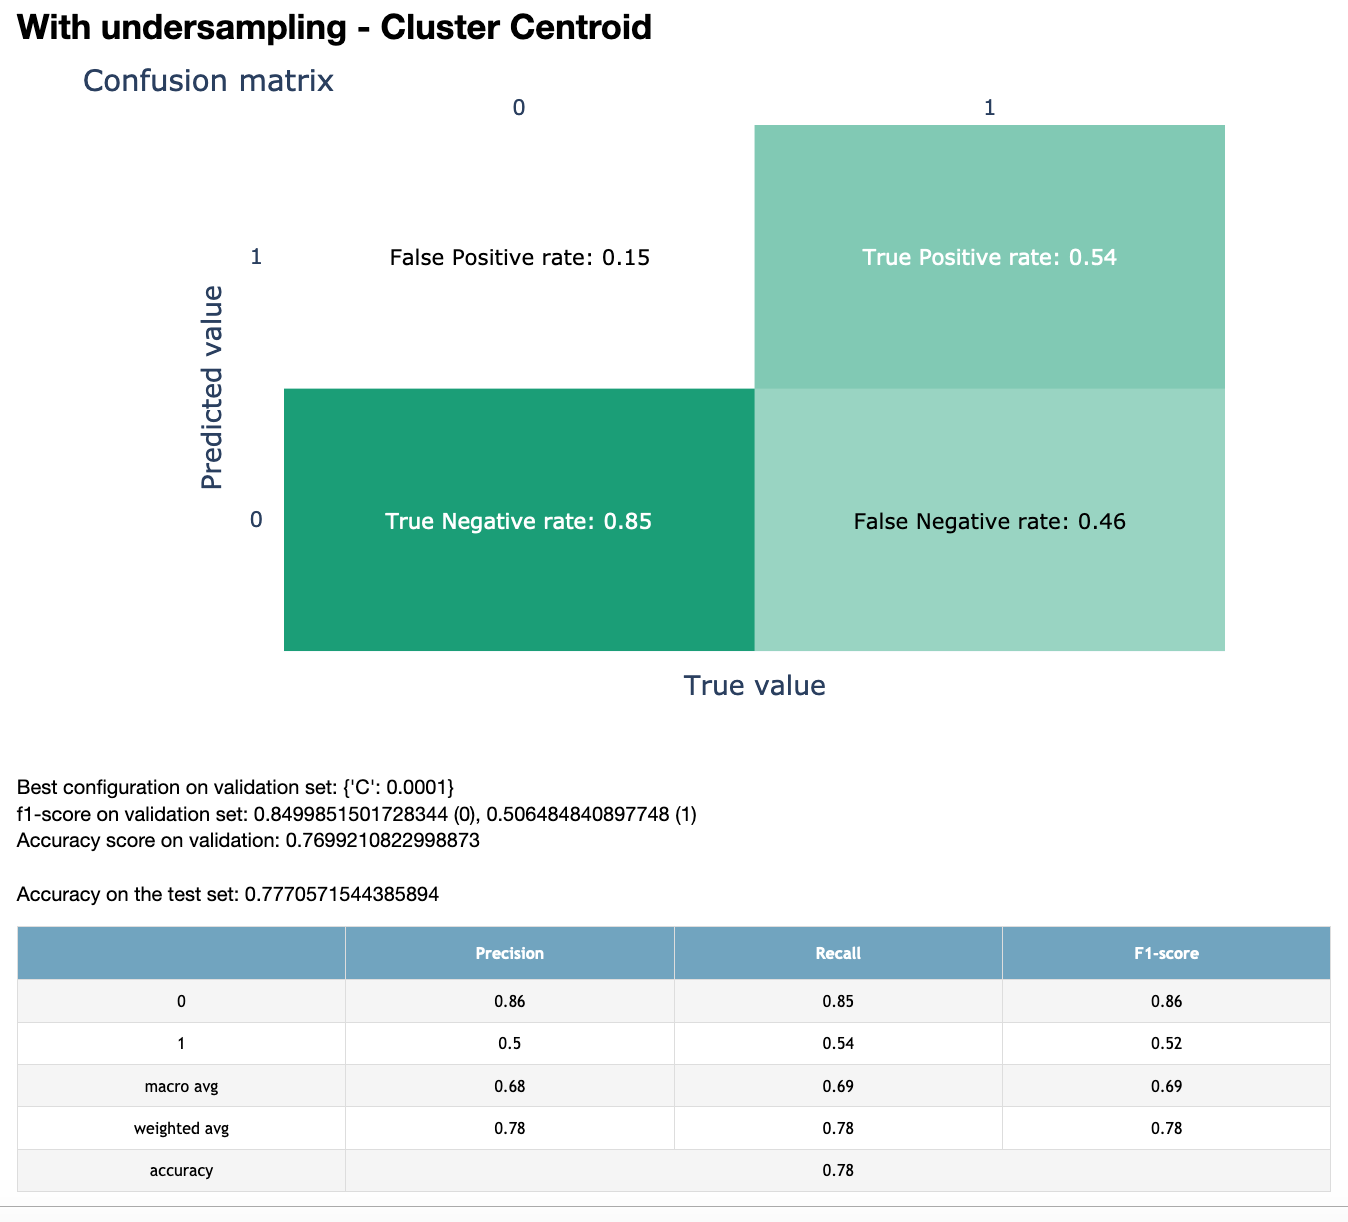 With undersampling - Cluster Centroid
Confusion matrix
0 1
1 False Positive rate: 0.15 True Positive rate: 0.54
Predicted value
0 True Negative rate: 0.85 False Negative rate: 0.46
True value
Best configuration on validation set: {'C': 0.0001}
f1-score on validation set: 0.8499851501728344 (0), 0.506484840897748 (1)
Accuracy score on validation: 0.7699210822998873
Accuracy on the test set: 0.7770571544385894
Precision Recall F1-score
0 0.86 0.85 0.86
1 0.5 0.54 0.52
macro avg 0.68 0.69 0.69
weighted avg 0.78 0.78 0.78
accuracy 0.78